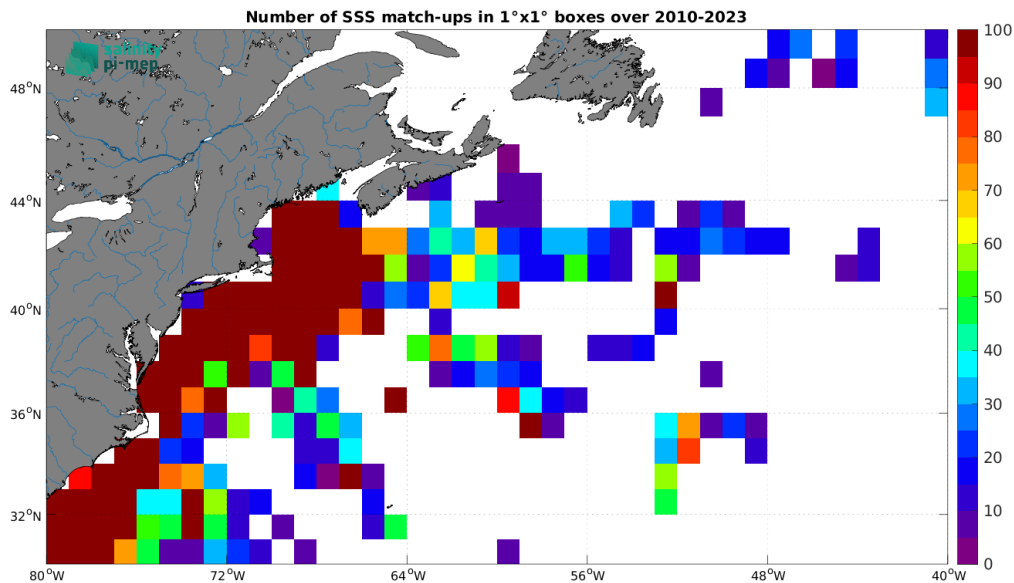 Number of SSS match-ups in 1°x1° boxes over 2010-2023
salinity
pi-mep
48°N
44°N
40°N
36°N
32°N
80°W
72°W
64°W
56°W
48°W
40°W
100
90
80
70
60
50
40
30
20
10
0